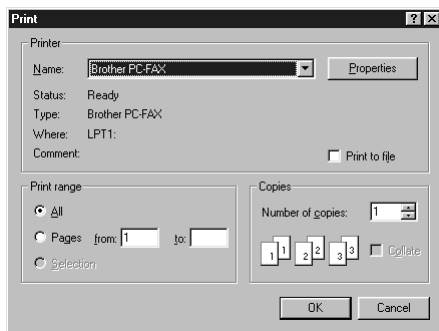 Print
Printer
Name: Brother PC-FAX Properties
Status: Ready
Type: Brother PC-FAX
Where: LPT1:
Comment: Print to file
Print range
All
Pages from: 1 to:
Selection
Copies
Number of copies: 1
1 1 2 2 3 3 Collate
OK Cancel